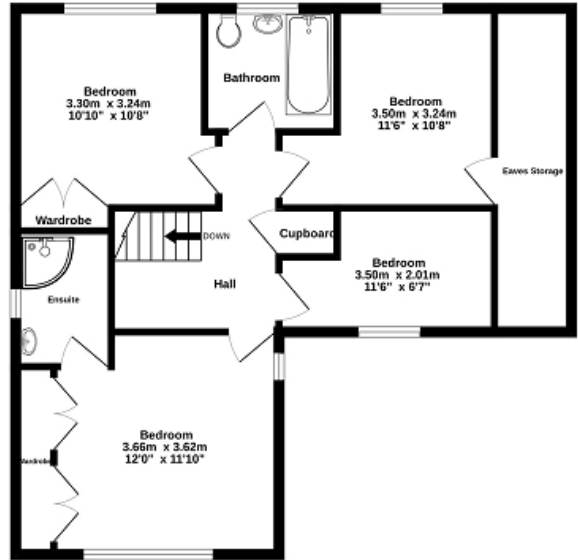 Bedroom
3.30m x 3.24m
10'10" x 10'8"
Bathroom
Bedroom
3.50m x 3.24m
11'6" x 10'8"
Eaves Storage
Wardrobe
DOWN
Cupboard
Hall
Bedroom
3.50m x 2.01m
11'6" x 6'7"
Ensuite
Bedroom
3.66m x 3.62m
12'0" x 11'10"
Wardrobe